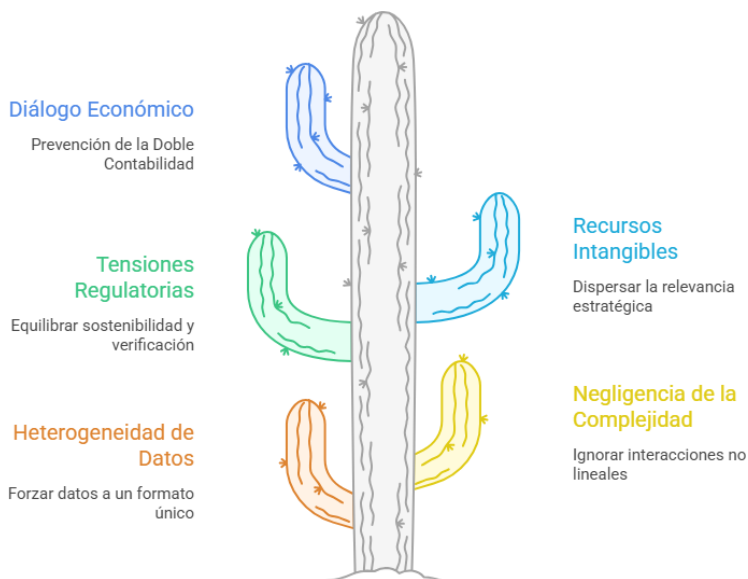 Diálogo Económico
Prevención de la Doble
Contabilidad
Tensiones
Regulatorias
Equilibrar sostenibilidad y
verificación
Heterogeneidad de
Datos
Forzar datos a un formato
único
Recursos
Intangibles
Dispersar la relevancia
estratégica
Negligencia de la
Complejidad
Ignorar interacciones no
lineales